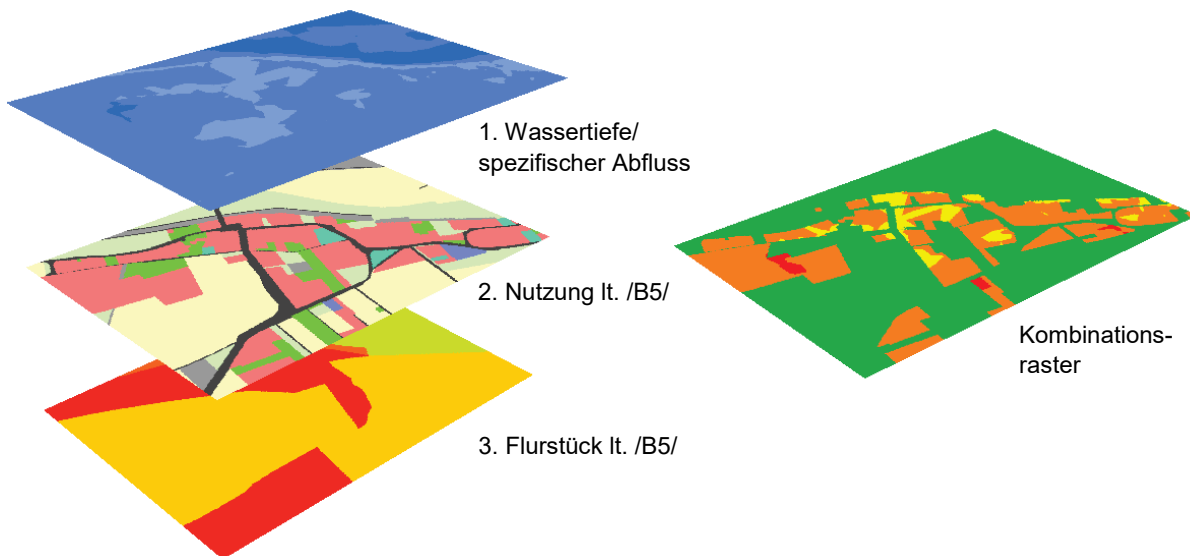 1. Wassertiefe/
spezifischer Abfluss
2. Nutzung lt. /B5/
3. Flurstück lt. /B5/
Kombinations-
raster